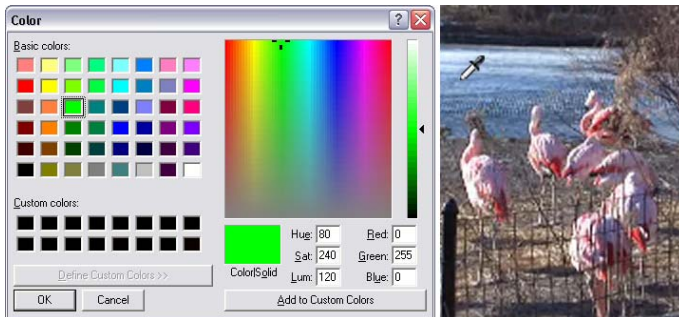 Color
Basic colors:
Custom colors:
Define Custom Colors >>
OK
Cancel
Color|Solid
Hue: 80
Sat: 240
Lum: 120
Red: 0
Green: 255
Blue: 0
Add to Custom Colors